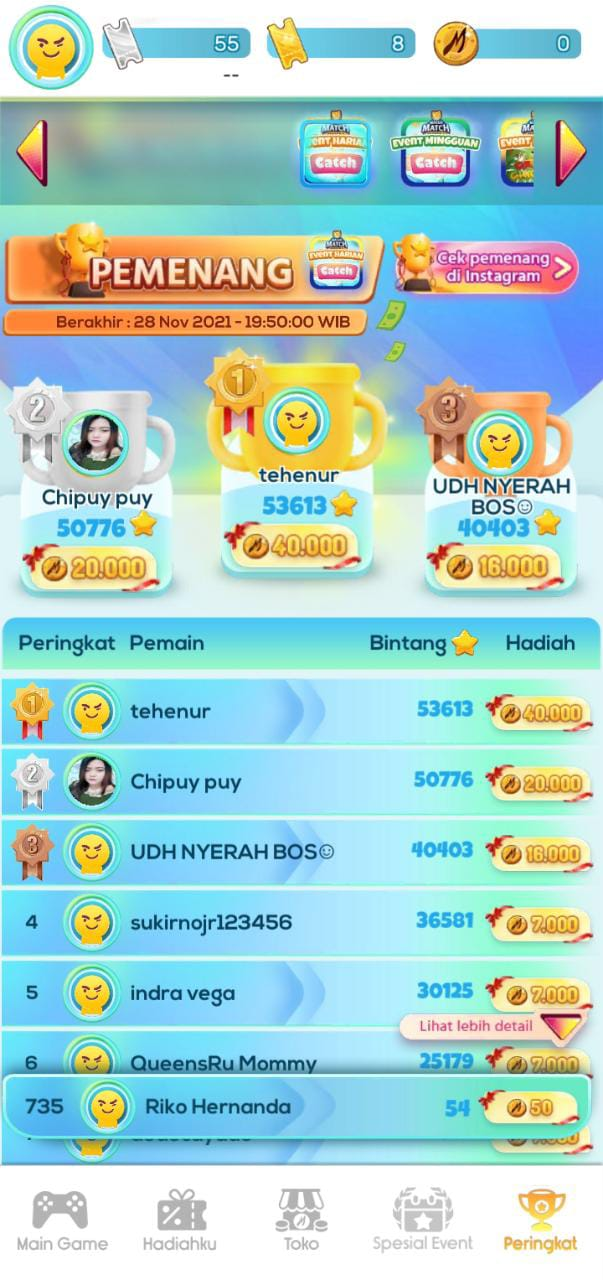 55
8
0
--
MATCH
EVENT HARIAN
Catch
MATCH
EVENT MINGGUAN
Catch
PEMENANG
MATCH
EVENT HARIAN
Catch
Cek pemenang
di Instagram
Berakhir : 28 Nov 2021 - 19:50:00 WIB
2
1
3
Chipuy puy
50776
20.000
tehenur
53613
40.000
UDH NYERAH
BOS☺
40403
16.000
Peringkat Pemain Bintang Hadiah
1 tehenur 53613 40.000
2 Chipuy puy 50776 20.000
3 UDH NYERAH BOS☺ 40403 16.000
4 sukirnojr123456 36581 7.000
5 indra vega 30125 7.000
Lihat lebih detail
6 QueensRu Mommy 25179 7.000
735 Riko Hernanda 54 50
Main Game Hadiahku Toko Spesial Event Peringkat